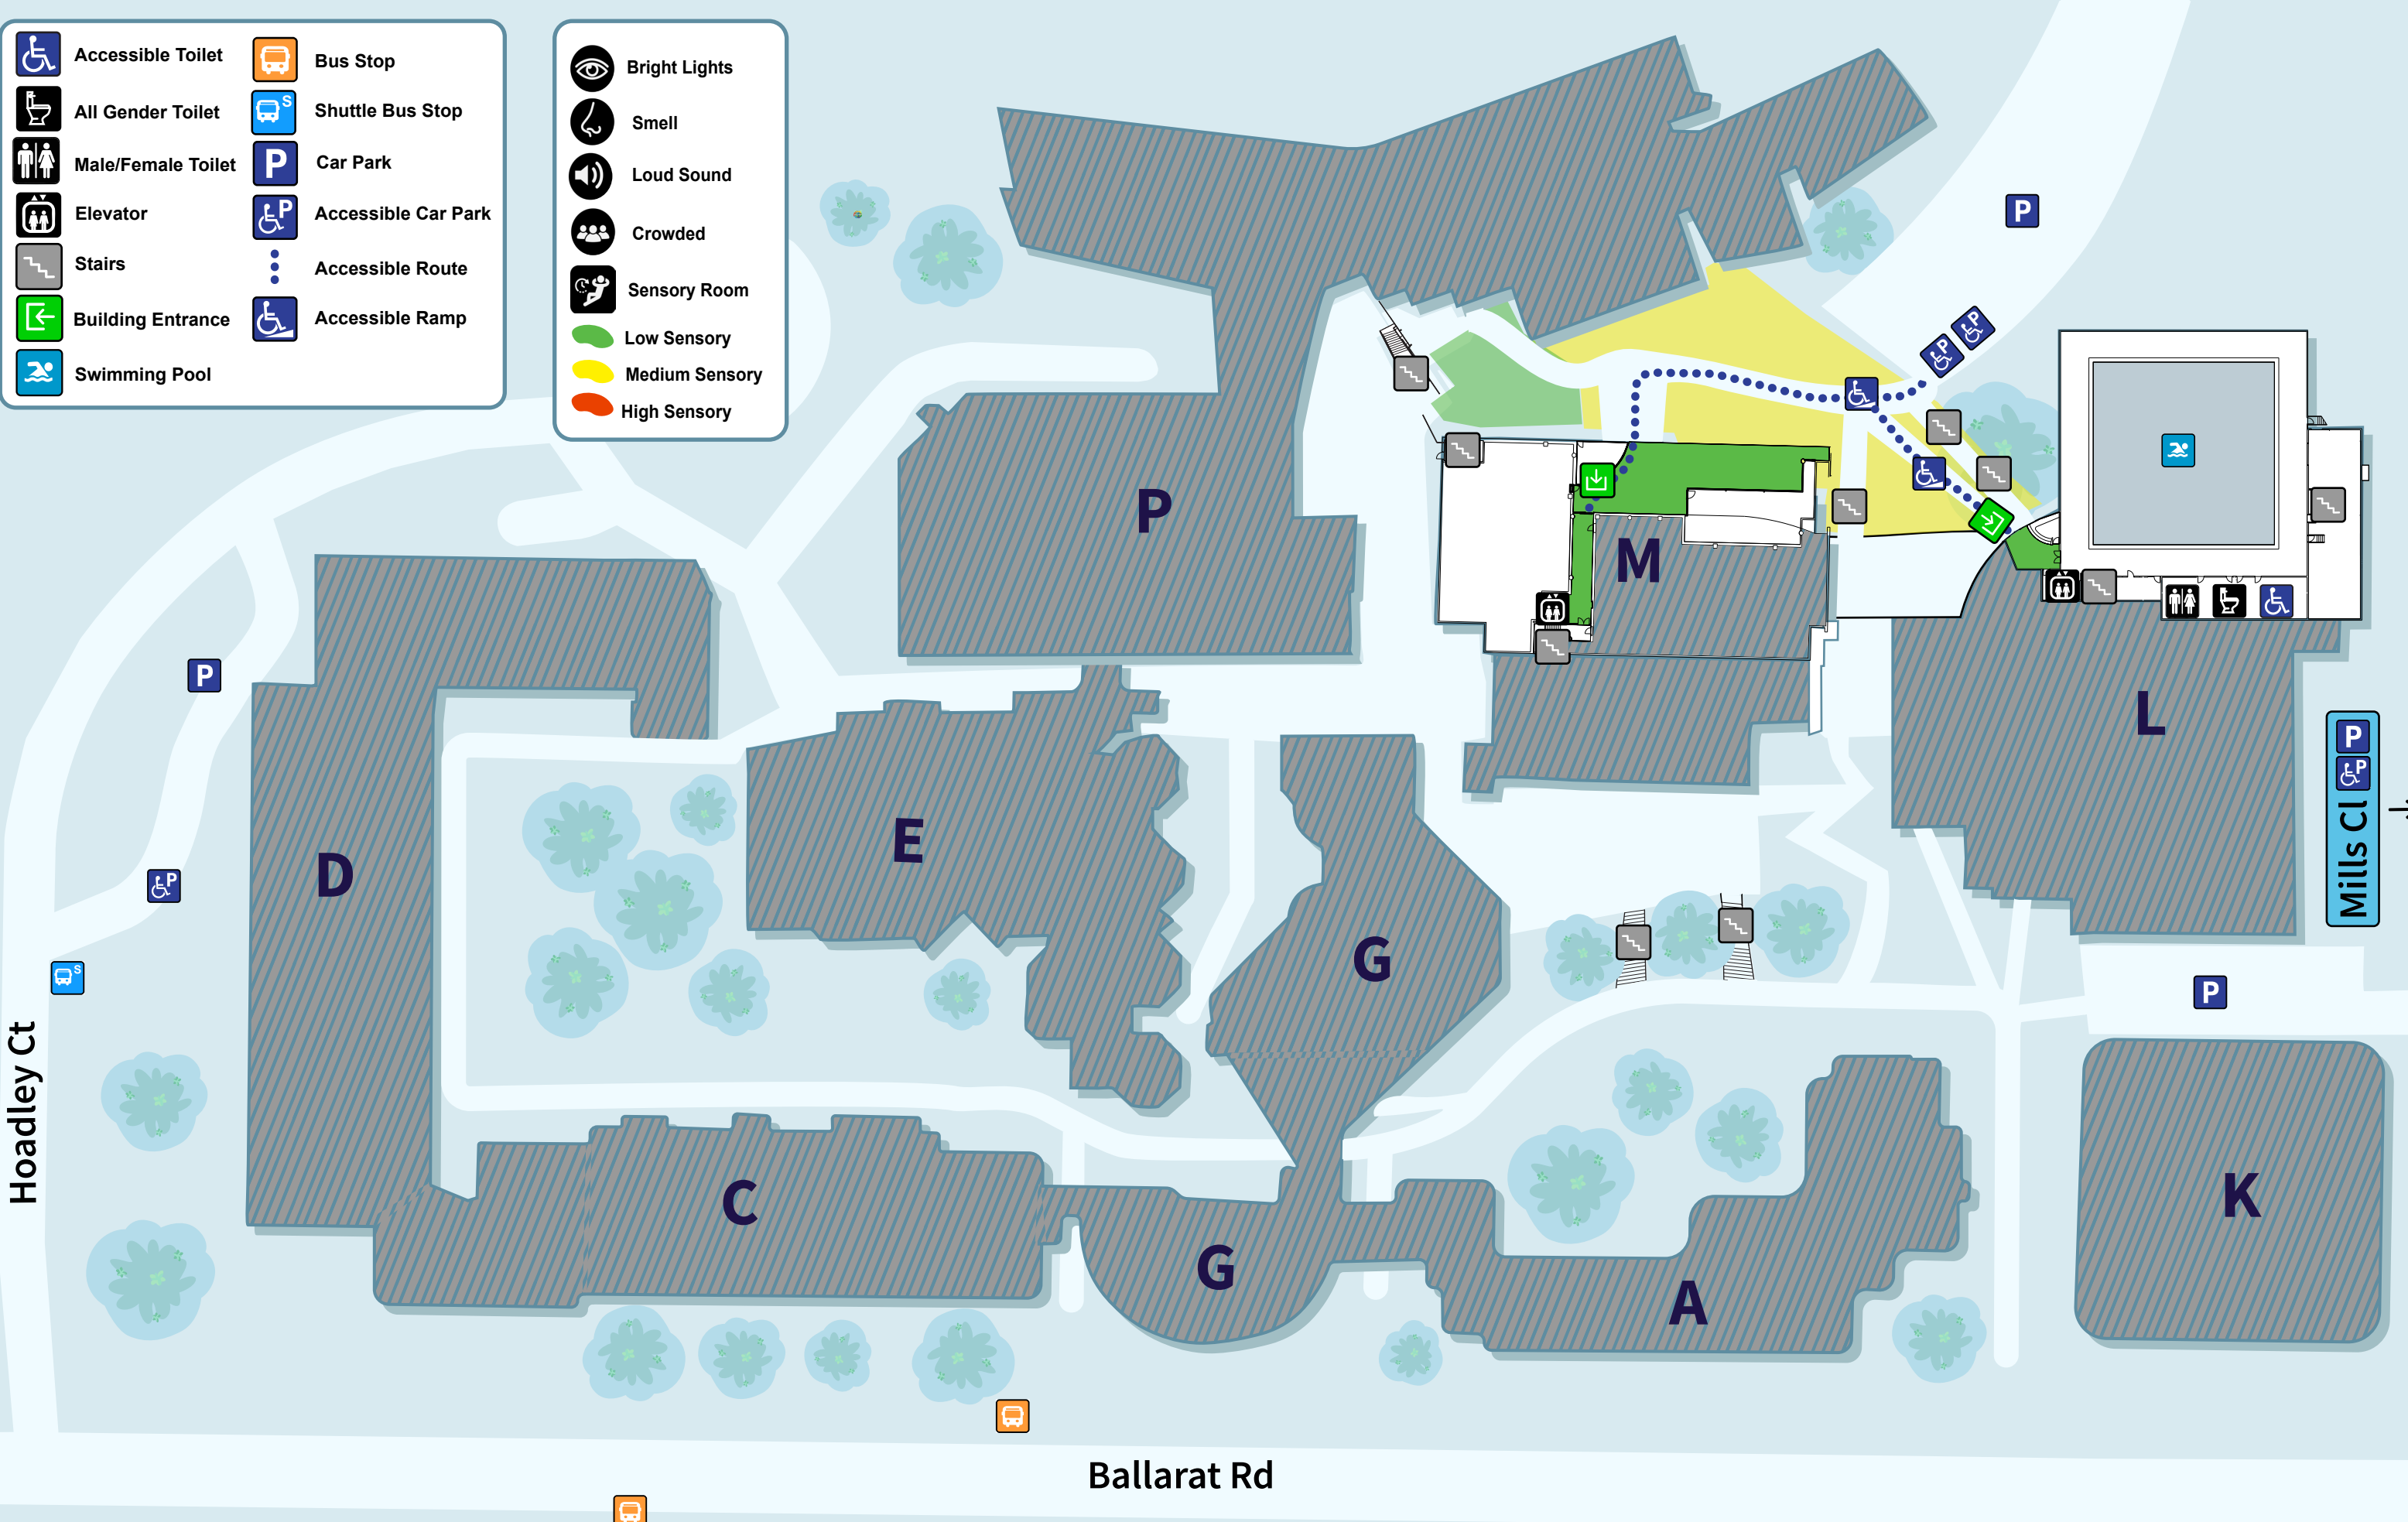 Accessible Toilet
All Gender Toilet
Male/Female Toilet
Elevator
Stairs
Building Entrance
Swimming Pool
Bus Stop
S
Shuttle Bus Stop
P
Car Park
P
Accessible Car Park
Accessible Route
Accessible Ramp
Bright Lights
Smell
Loud Sound
Crowded
Sensory Room
Low Sensory
Medium Sensory
High Sensory
P
P
P
P
M
P
D
P
S
E
G
L
P
P
Mills Cl
P
Hoadley Ct
C
G
A
K
Ballarat Rd